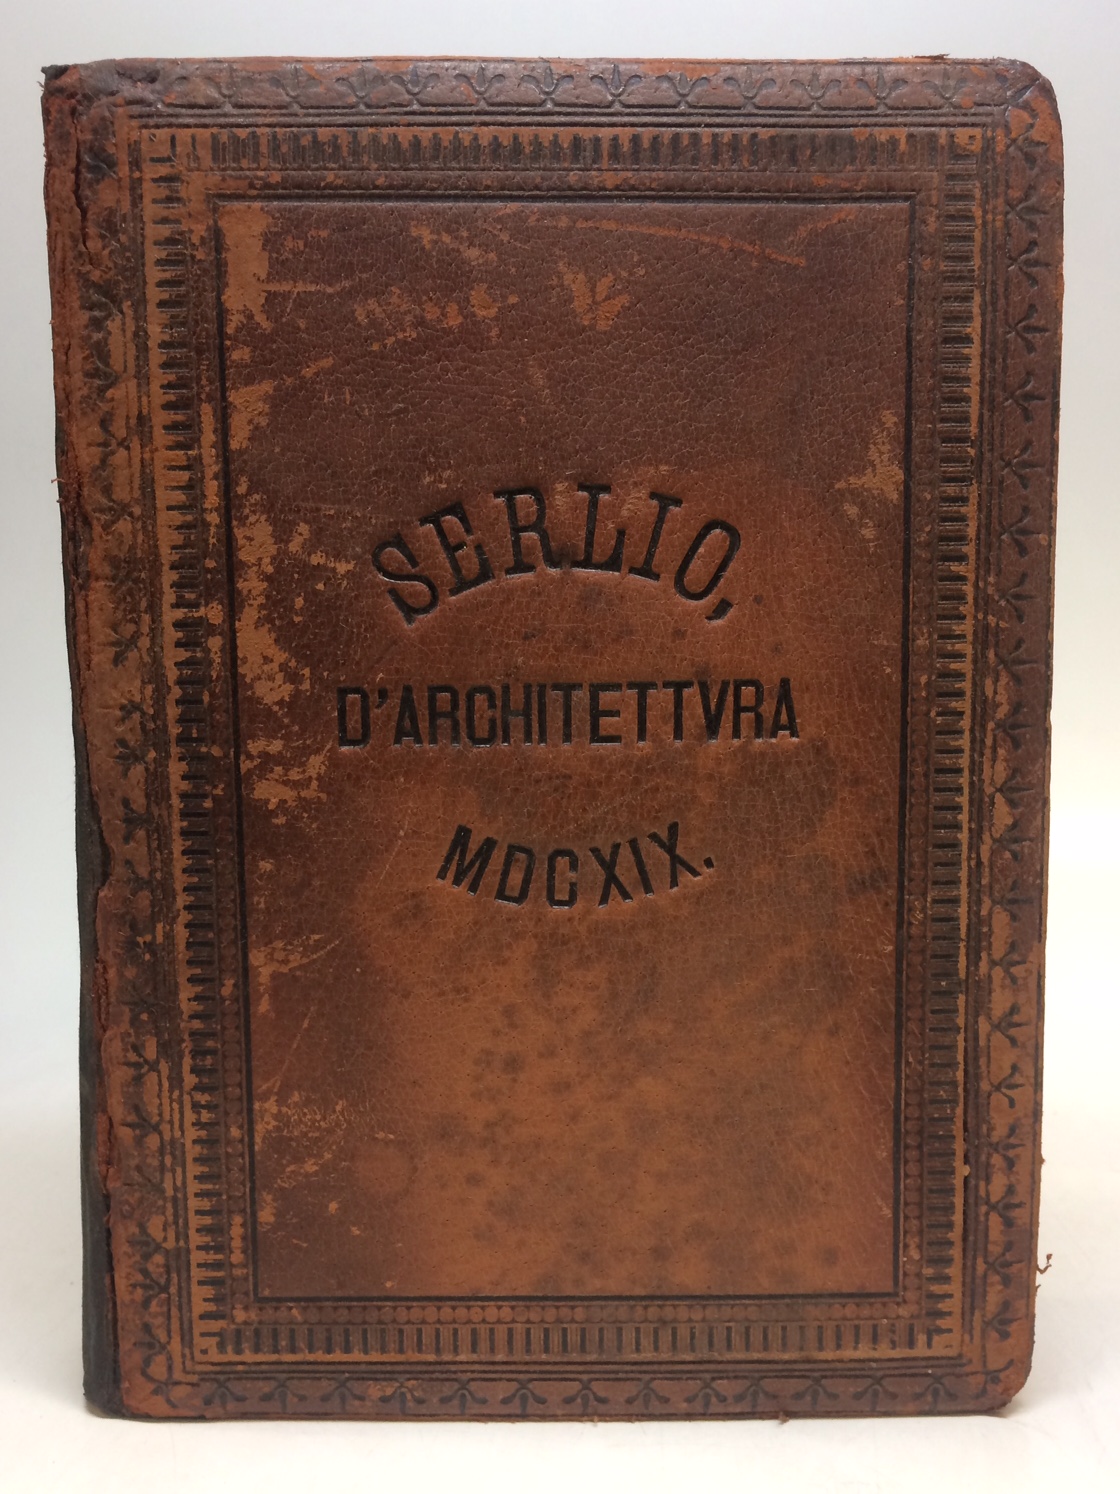 SERLIO,
D'ARCHITETTVRA
MDCXIX.